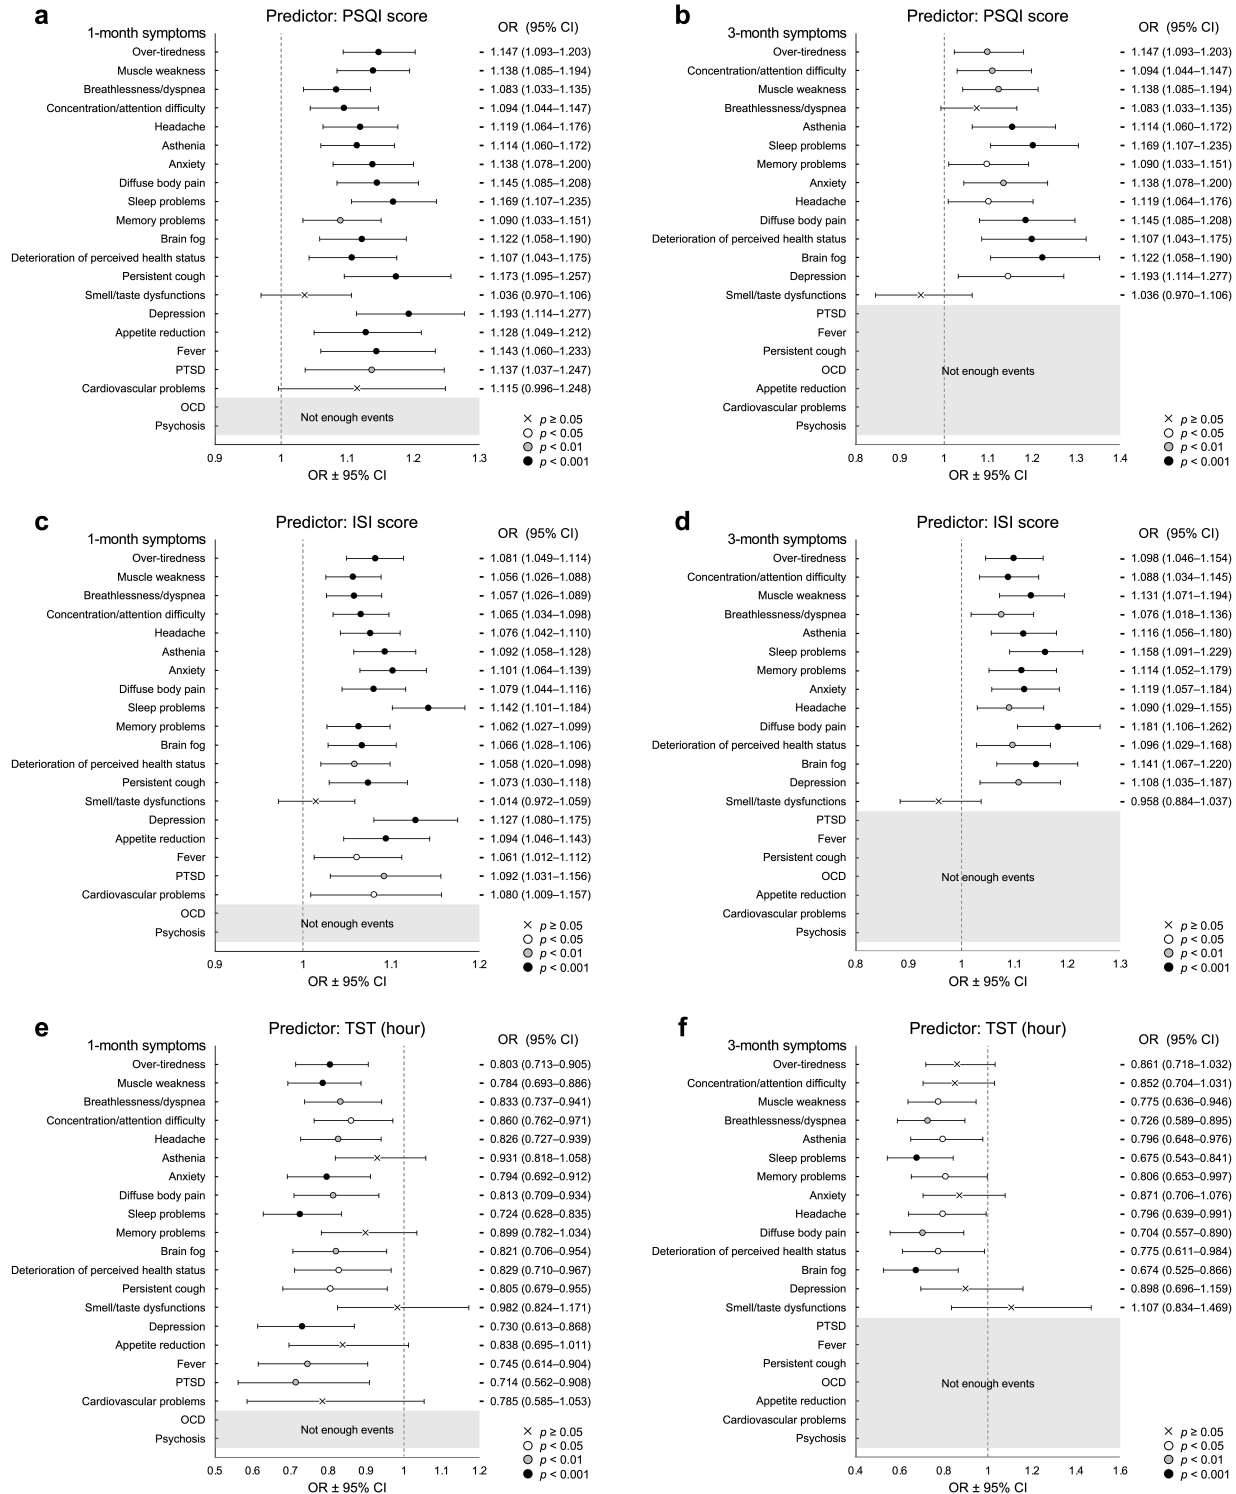 a
Predictor: PSQI score
1-month symptoms
OR (95% CI)
Over-tiredness 1.147 (1.093–1.203)
Muscle weakness 1.138 (1.085–1.194)
Breathlessness/dyspnea 1.083 (1.033–1.135)
Concentration/attention difficulty 1.094 (1.044–1.147)
Headache 1.119 (1.064–1.176)
Asthenia 1.114 (1.060–1.172)
Anxiety 1.138 (1.078–1.200)
Diffuse body pain 1.145 (1.085–1.208)
Sleep problems 1.169 (1.107–1.235)
Memory problems 1.090 (1.033–1.151)
Brain fog 1.122 (1.058–1.190)
Deterioration of perceived health status 1.107 (1.043–1.175)
Persistent cough 1.173 (1.095–1.257)
Smell/taste dysfunctions 1.036 (0.970–1.106)
Depression 1.193 (1.114–1.277)
Appetite reduction 1.128 (1.049–1.212)
Fever 1.143 (1.060–1.233)
PTSD 1.137 (1.037–1.247)
Cardiovascular problems 1.115 (0.996–1.248)
OCD
Not enough events
Psychosis
p ≥ 0.05
p < 0.05
p < 0.01
p < 0.001
0.9 1 1.1 1.2 1.3
OR ± 95% CI
b
Predictor: PSQI score
3-month symptoms
OR (95% CI)
Over-tiredness 1.147 (1.093–1.203)
Concentration/attention difficulty 1.094 (1.044–1.147)
Muscle weakness 1.138 (1.085–1.194)
Breathlessness/dyspnea 1.083 (1.033–1.135)
Asthenia 1.114 (1.060–1.172)
Sleep problems 1.169 (1.107–1.235)
Memory problems 1.090 (1.033–1.151)
Anxiety 1.138 (1.078–1.200)
Headache 1.119 (1.064–1.176)
Diffuse body pain 1.145 (1.085–1.208)
Deterioration of perceived health status 1.107 (1.043–1.175)
Brain fog 1.122 (1.058–1.190)
Depression 1.193 (1.114–1.277)
Smell/taste dysfunctions 1.036 (0.970–1.106)
PTSD
Fever
Persistent cough
OCD Not enough events
Appetite reduction
Cardiovascular problems
Psychosis
p ≥ 0.05
p < 0.05
p < 0.01
p < 0.001
0.8 0.9 1 1.1 1.2 1.3 1.4
OR ± 95% CI
c
Predictor: ISI score
1-month symptoms
OR (95% CI)
Over-tiredness 1.081 (1.049–1.114)
Muscle weakness 1.056 (1.026–1.088)
Breathlessness/dyspnea 1.057 (1.026–1.089)
Concentration/attention difficulty 1.065 (1.034–1.098)
Headache 1.076 (1.042–1.110)
Asthenia 1.092 (1.058–1.128)
Anxiety 1.101 (1.064–1.139)
Diffuse body pain 1.079 (1.044–1.116)
Sleep problems 1.142 (1.101–1.184)
Memory problems 1.062 (1.027–1.099)
Brain fog 1.066 (1.028–1.106)
Deterioration of perceived health status 1.058 (1.020–1.098)
Persistent cough 1.073 (1.030–1.118)
Smell/taste dysfunctions 1.014 (0.972–1.059)
Depression 1.127 (1.080–1.175)
Appetite reduction 1.094 (1.046–1.143)
Fever 1.061 (1.012–1.112)
PTSD 1.092 (1.031–1.156)
Cardiovascular problems 1.080 (1.009–1.157)
OCD
Not enough events
Psychosis
p ≥ 0.05
p < 0.05
p < 0.01
p < 0.001
0.9 1 1.1 1.2
OR ± 95% CI
d
Predictor: ISI score
3-month symptoms
OR (95% CI)
Over-tiredness 1.098 (1.046–1.154)
Concentration/attention difficulty 1.088 (1.034–1.145)
Muscle weakness 1.131 (1.071–1.194)
Breathlessness/dyspnea 1.076 (1.018–1.136)
Asthenia 1.116 (1.056–1.180)
Sleep problems 1.158 (1.091–1.229)
Memory problems 1.114 (1.052–1.179)
Anxiety 1.119 (1.057–1.184)
Headache 1.090 (1.029–1.155)
Diffuse body pain 1.181 (1.106–1.262)
Deterioration of perceived health status 1.096 (1.029–1.168)
Brain fog 1.141 (1.067–1.220)
Depression 1.108 (1.035–1.187)
Smell/taste dysfunctions 0.958 (0.884–1.037)
PTSD
Fever
Persistent cough
OCD Not enough events
Appetite reduction
Cardiovascular problems
Psychosis
p ≥ 0.05
p < 0.05
p < 0.01
p < 0.001
0.8 0.9 1 1.1 1.2 1.3
OR ± 95% CI
e
Predictor: TST (hour)
1-month symptoms
OR (95% CI)
Over-tiredness 0.803 (0.713–0.905)
Muscle weakness 0.784 (0.693–0.886)
Breathlessness/dyspnea 0.833 (0.737–0.941)
Concentration/attention difficulty 0.860 (0.762–0.971)
Headache 0.826 (0.727–0.939)
Asthenia 0.931 (0.818–1.058)
Anxiety 0.794 (0.692–0.912)
Diffuse body pain 0.813 (0.709–0.934)
Sleep problems 0.724 (0.628–0.835)
Memory problems 0.899 (0.782–1.034)
Brain fog 0.821 (0.706–0.954)
Deterioration of perceived health status 0.829 (0.710–0.967)
Persistent cough 0.805 (0.679–0.955)
Smell/taste dysfunctions 0.982 (0.824–1.171)
Depression 0.730 (0.613–0.868)
Appetite reduction 0.838 (0.695–1.011)
Fever 0.745 (0.614–0.904)
PTSD 0.714 (0.562–0.908)
Cardiovascular problems 0.785 (0.585–1.053)
OCD
Not enough events
Psychosis
p ≥ 0.05
p < 0.05
p < 0.01
p < 0.001
0.5 0.6 0.7 0.8 0.9 1 1.1 1.2
OR ± 95% CI
f
Predictor: TST (hour)
3-month symptoms
OR (95% CI)
Over-tiredness 0.861 (0.718–1.032)
Concentration/attention difficulty 0.852 (0.704–1.031)
Muscle weakness 0.775 (0.636–0.946)
Breathlessness/dyspnea 0.726 (0.589–0.895)
Asthenia 0.796 (0.648–0.976)
Sleep problems 0.675 (0.543–0.841)
Memory problems 0.806 (0.653–0.997)
Anxiety 0.871 (0.706–1.076)
Headache 0.796 (0.639–0.991)
Diffuse body pain 0.704 (0.557–0.890)
Deterioration of perceived health status 0.775 (0.611–0.984)
Brain fog 0.674 (0.525–0.866)
Depression 0.898 (0.696–1.159)
Smell/taste dysfunctions 1.107 (0.834–1.469)
PTSD
Fever
Persistent cough
OCD Not enough events
Appetite reduction
Cardiovascular problems
Psychosis
p ≥ 0.05
p < 0.05
p < 0.01
p < 0.001
0.4 0.6 0.8 1 1.2 1.4 1.6
OR ± 95% CI